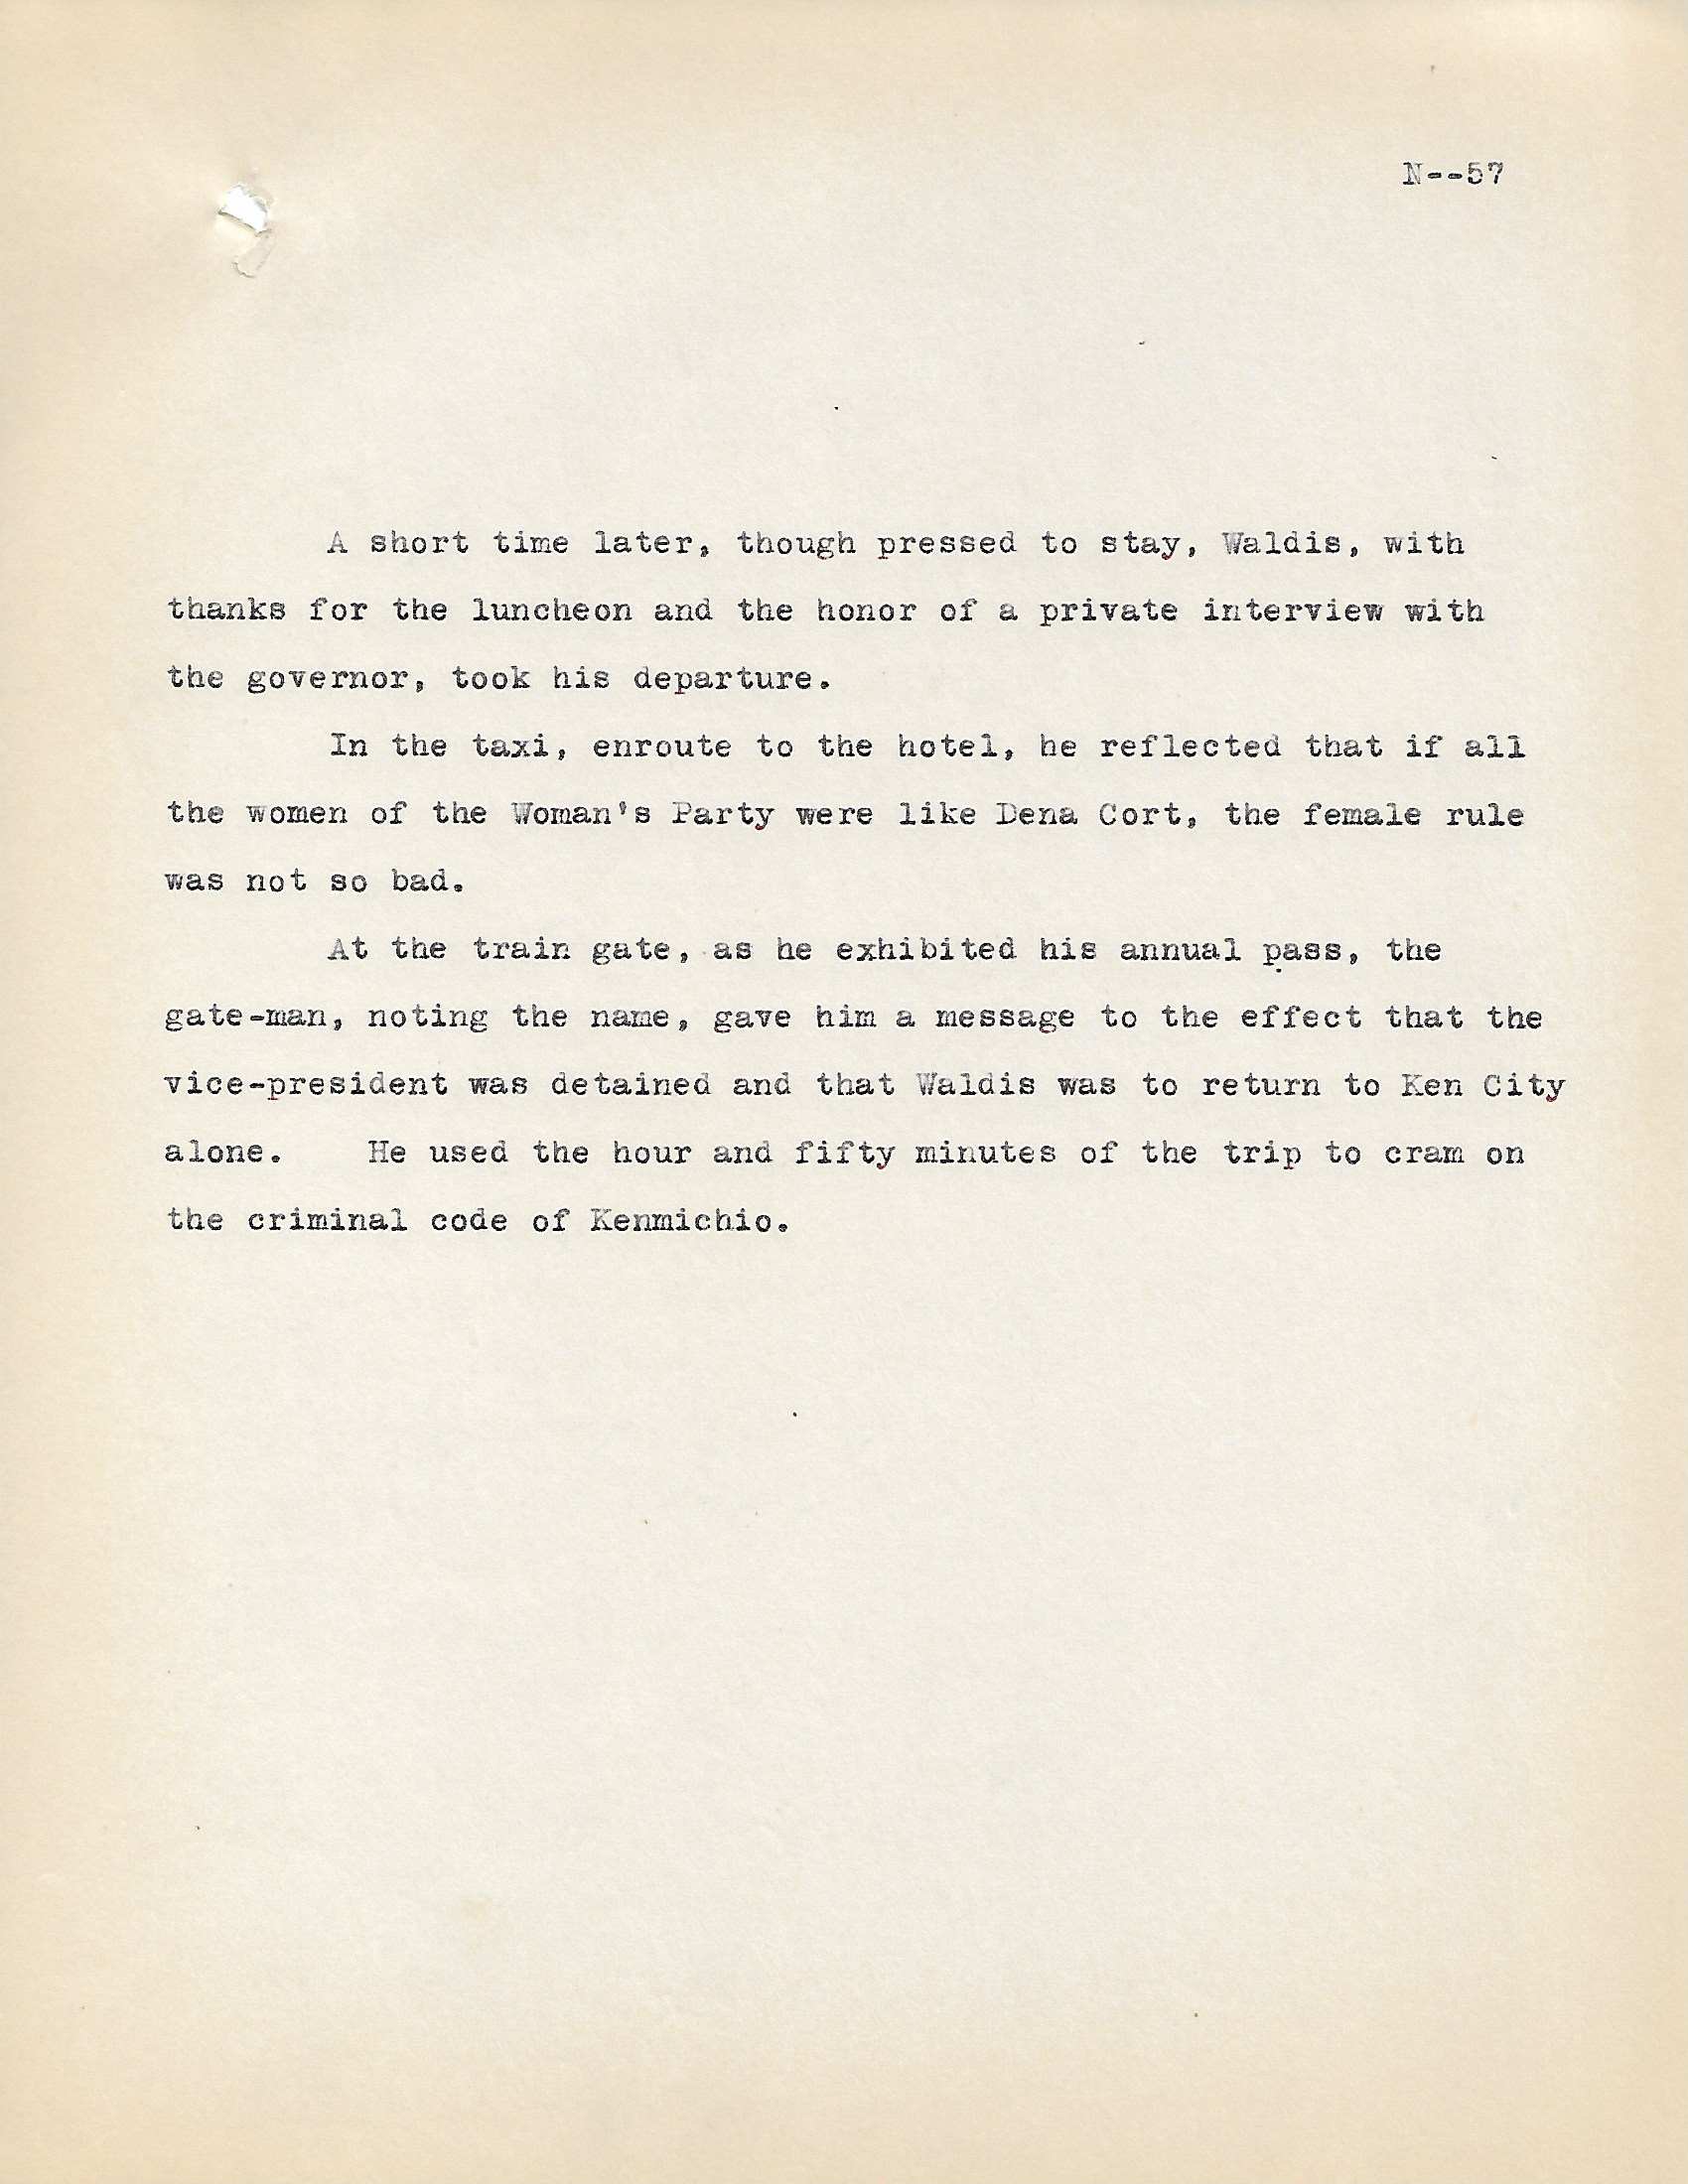 N--57
A short time later, though pressed to stay, Waldis, with
thanks for the luncheon and the honor of a private interview with
the governor, took his departure.
In the taxi, enroute to the hotel, he reflected that if all
the women of the Woman's Party were like Dena Cort, the female rule
was not so bad.
At the train gate, as he exhibited his annual pass, the
gate-man, noting the name, gave him a message to the effect that the
vice-president was detained and that Waldis was to return to Ken City
alone.    He used the hour and fifty minutes of the trip to cram on
the criminal code of Kenmichio.